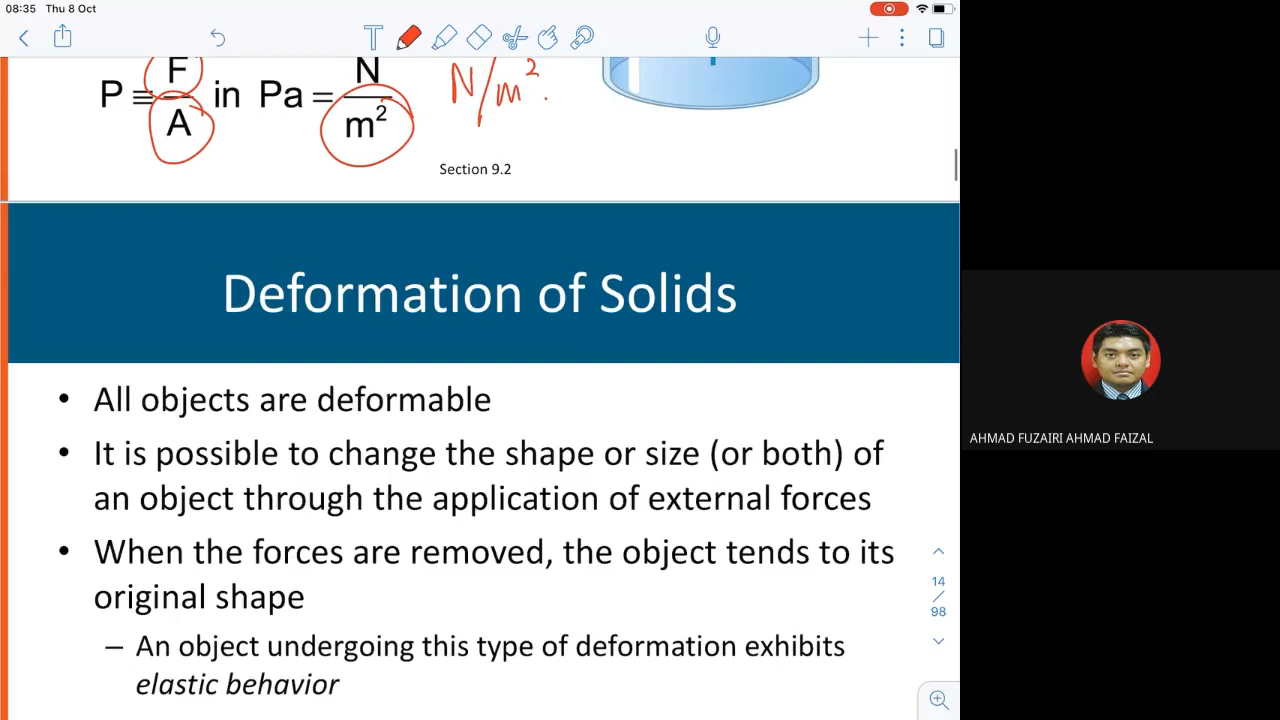 08:35 Thu 8 Oct
F N
P ≡ — in Pa = — N/m².
A m²
Section 9.2
Deformation of Solids
• All objects are deformable
• It is possible to change the shape or size (or both) of
an object through the application of external forces
• When the forces are removed, the object tends to its
original shape
– An object undergoing this type of deformation exhibits
elastic behavior
14
/
98
AHMAD FUZAIRI AHMAD FAIZAL